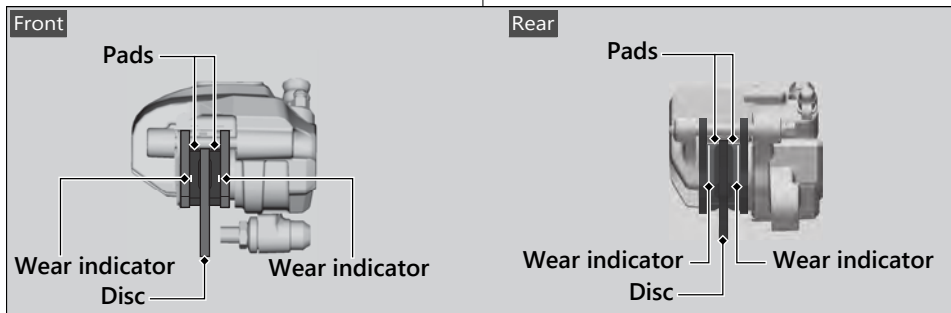 Front
Pads
Wear indicator
Wear indicator
Disc
Rear
Pads
Wear indicator
Wear indicator
Disc